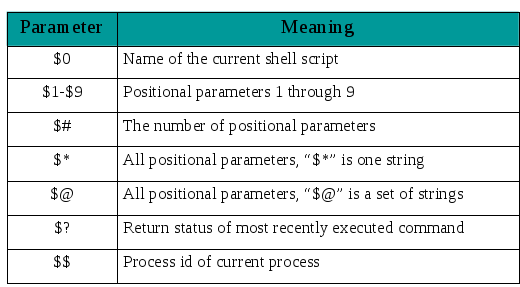 Parameter Meaning
$0 Name of the current shell script
$1-$9 Positional parameters 1 through 9
$# The number of positional parameters
$* All positional parameters, “$*” is one string
$@ All positional parameters, “$@” is a set of strings
$? Return status of most recently executed command
$$ Process id of current process